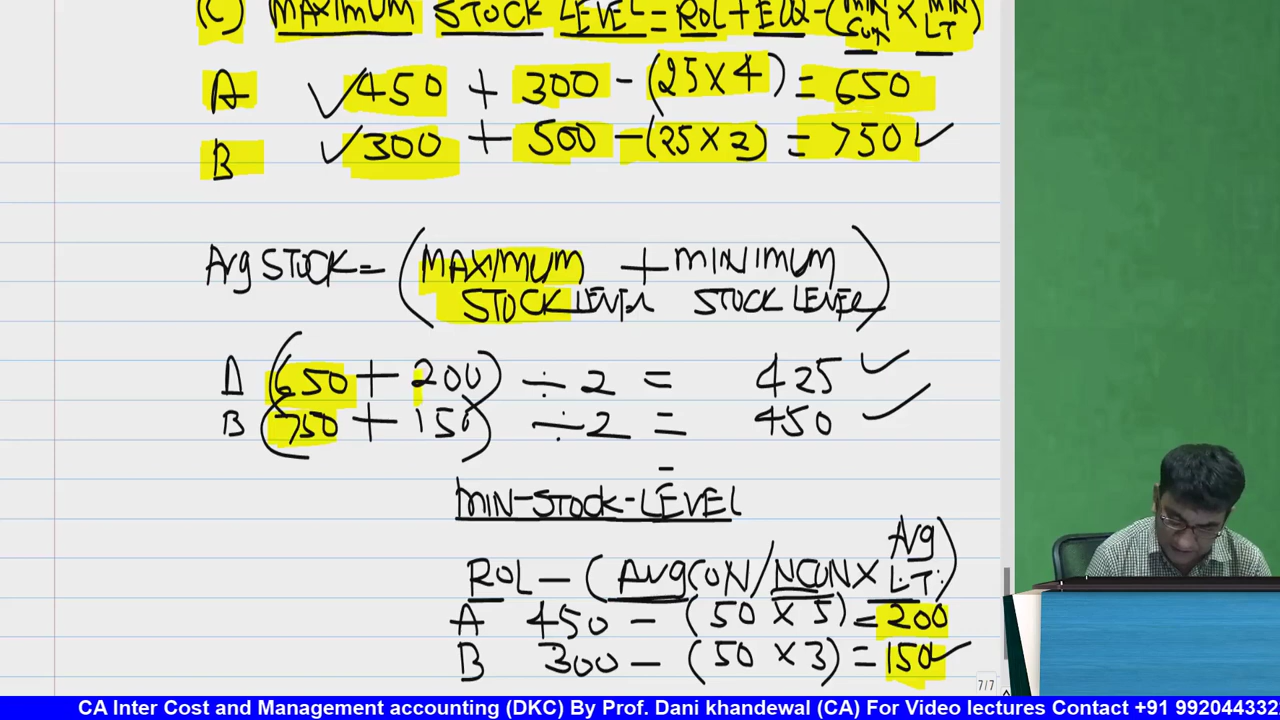 (C) MAXIMUM STOCK LEVEL = ROL + EOQ - (MIN CON X MIN LT)
A ✓450 + 300 - (25 X 4) = 650
B ✓300 + 500 - (25 X 2) = 750 ✓
Avg STOCK = (MAXIMUM STOCK LEVEL + MINIMUM STOCK LEVEL)
A (650 + 200) ÷ 2 = 425 ✓
B (750 + 150) ÷ 2 = 450 ✓
MIN-STOCK-LEVEL
ROL - (AVg CON/NCON X Avg L.T.)
A 450 - (50 X 5) = 200
B 300 - (50 X 3) = 150 ✓
7/7
CA Inter Cost and Management accounting (DKC) By Prof. Dani khandewal (CA) For Video lectures Contact +91 992044332